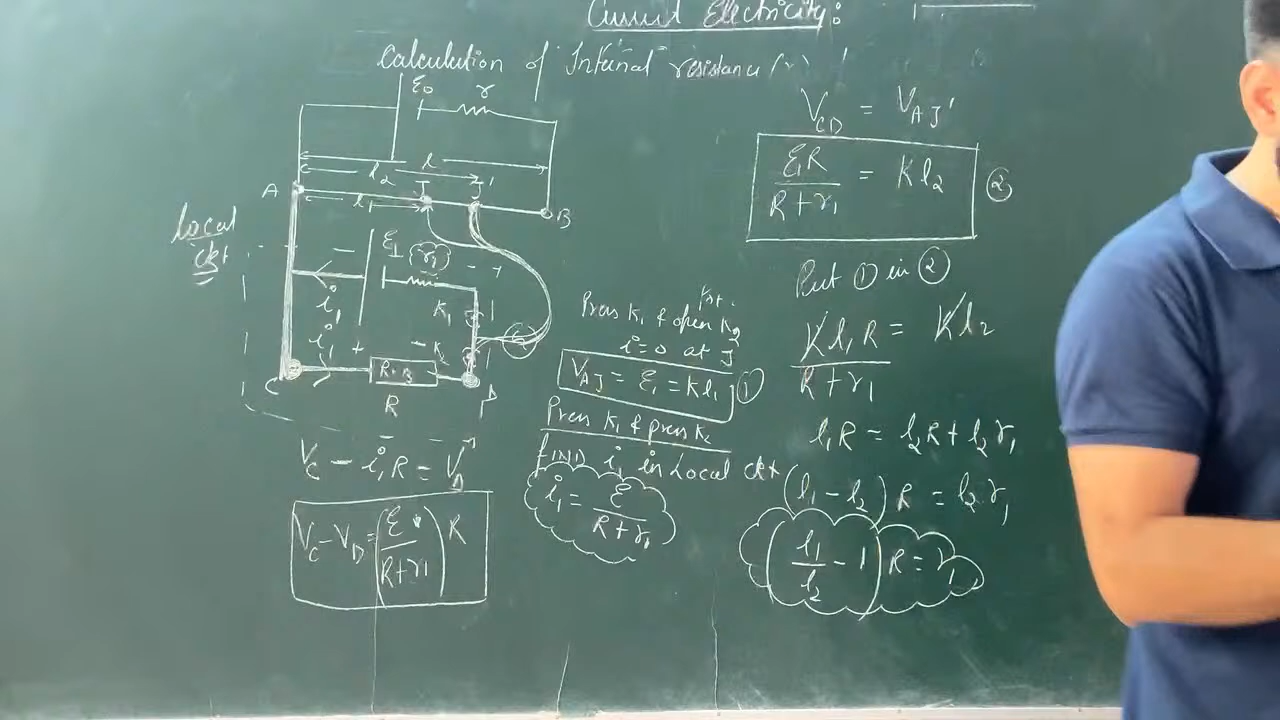 Current Electricity:
Calculation of Internal resistance (r)
E₀ r
l
l₂
J J'
A
l₁
B
Local
ckt
E₁ r₁
- +
i₁
K₁
i₁ +
- K₂
C
R.B
D
R
V_C - i₁R = V_D
V_C - V_D = (E / R+r₁) R
Press K₁ & open K₂
i=0 at J
V_AJ = E₁ = Kl₁ ①
Press K₁ & press K₂
FIND i₁ in Local ckt
i₁ = E / R+r₁
V_CD = V_AJ'
E₁R / R+r₁ = Kl₂ ②
Put ① in ②
Kl₁R / R+r₁ = Kl₂
l₁R = l₂R + l₂r₁
(l₁ - l₂) R = l₂r₁
(l₁ / l₂ - 1) R = r₁